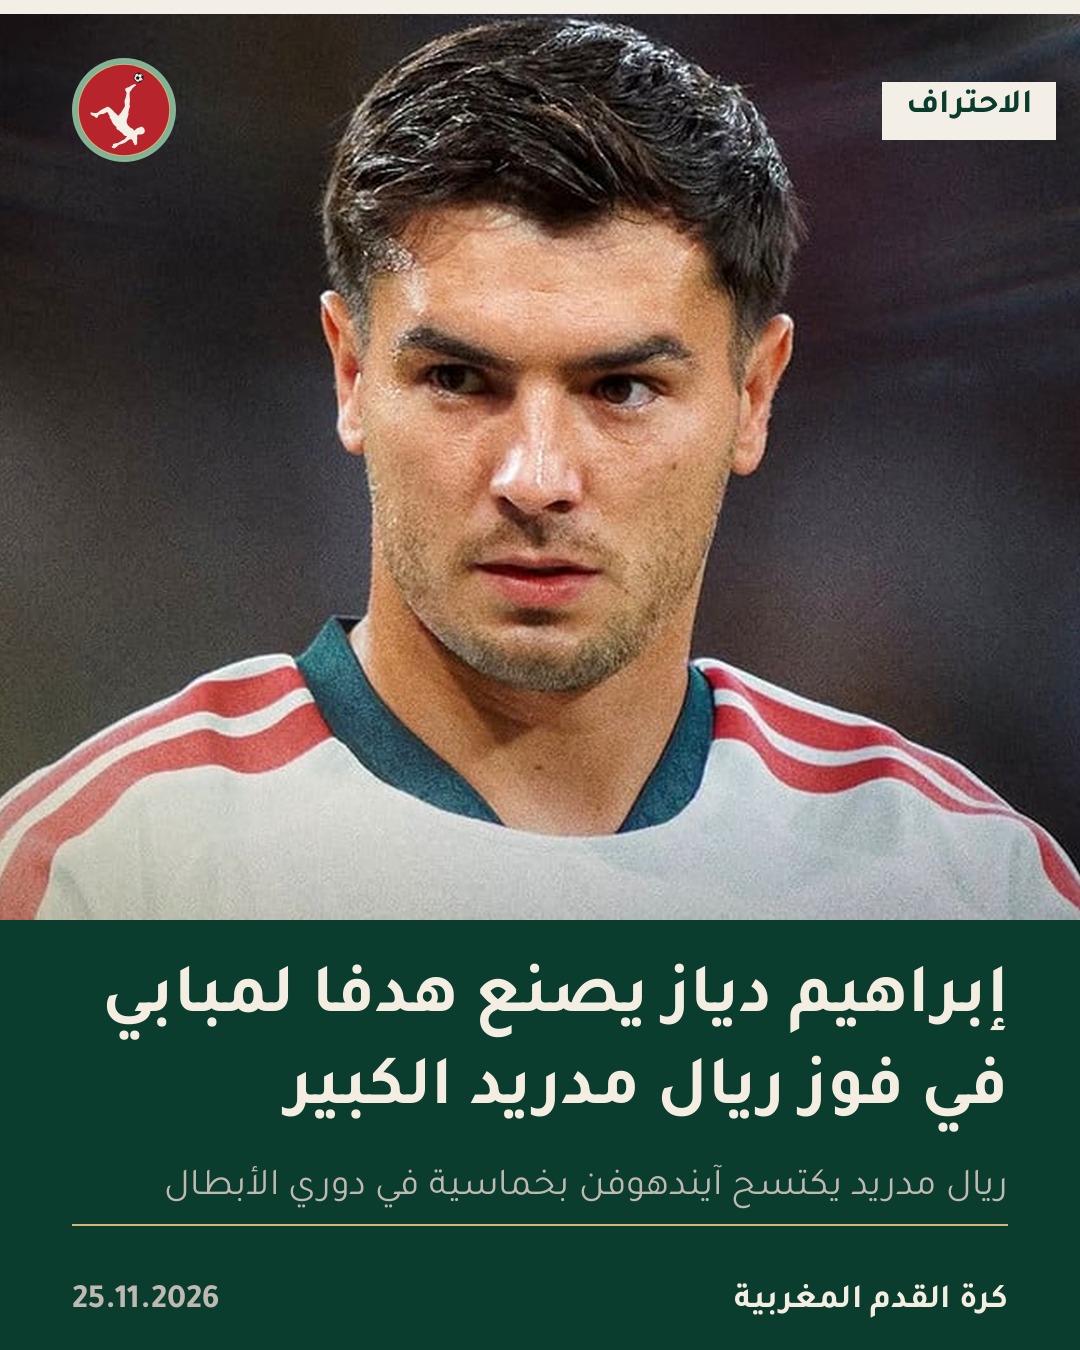 الاحتراف
إبراهيم دياز يصنع هدفا لمبابي
في فوز ريال مدريد الكبير
ريال مدريد يكتسح آيندهوفن بخماسية في دوري الأبطال
كرة القدم المغربية
25.11.2026